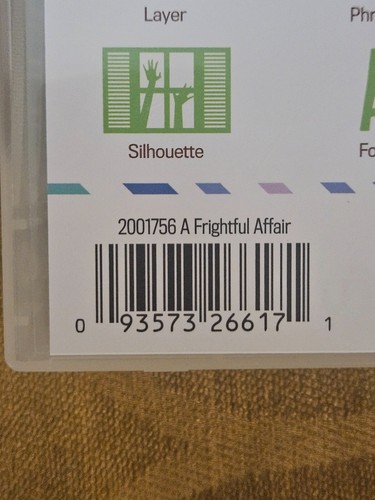 Layer
Silhouette
2001756 A Frightful Affair
0 93573 26617 1